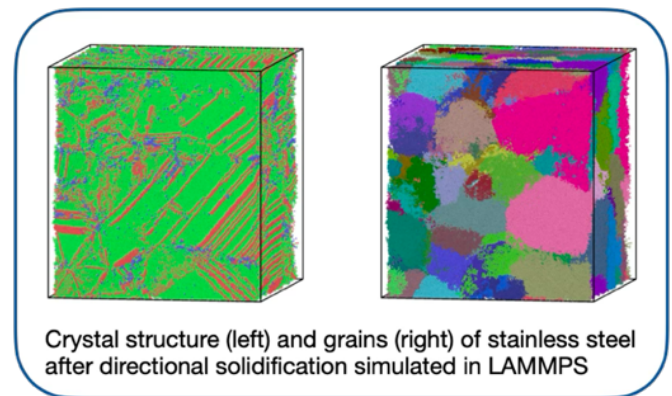 Crystal structure (left) and grains (right) of stainless steel
after directional solidification simulated in LAMMPS